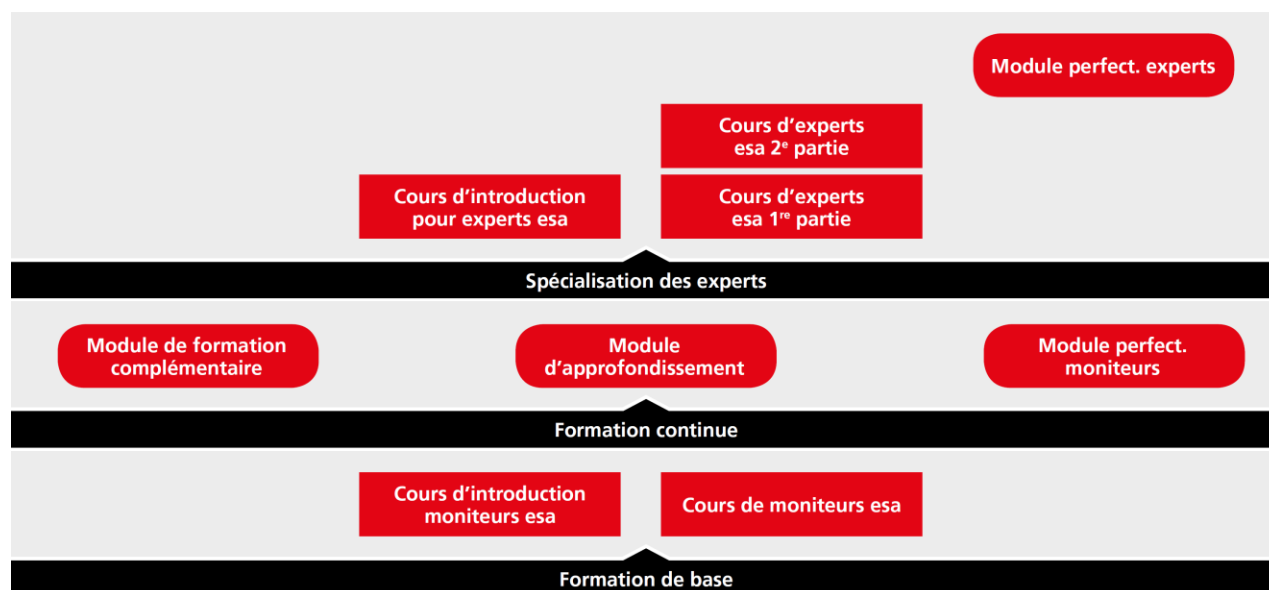 Module perfect. experts
Cours d’experts
esa 2e partie
Cours d’introduction
pour experts esa
Cours d’experts
esa 1re partie
Spécialisation des experts
Module de formation
complémentaire
Module
d’approfondissement
Module perfect.
moniteurs
Formation continue
Cours d’introduction
moniteurs esa
Cours de moniteurs esa
Formation de base